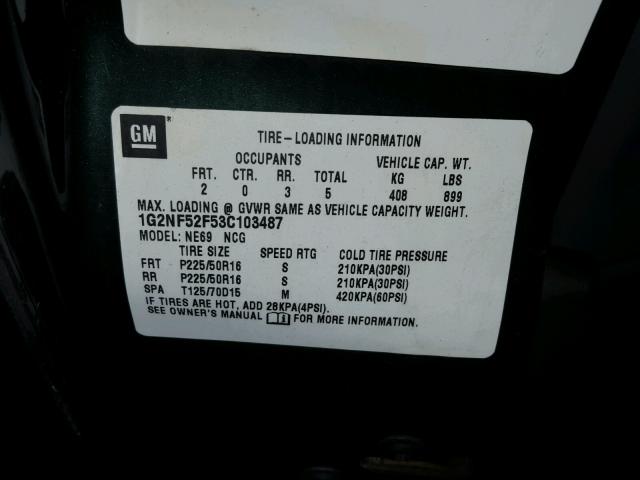 GM ®
TIRE-LOADING INFORMATION
OCCUPANTS VEHICLE CAP. WT.
FRT. CTR. RR. TOTAL KG LBS
2 0 3 5 408 899
MAX. LOADING @ GVWR SAME AS VEHICLE CAPACITY WEIGHT.
1G2NF52F53C103487
MODEL: NE69 NCG
TIRE SIZE SPEED RTG COLD TIRE PRESSURE
FRT P225/50R16 S 210KPA(30PSI)
RR P225/50R16 S 210KPA(30PSI)
SPA T125/70D15 M 420KPA(60PSI)
IF TIRES ARE HOT, ADD 28KPA(4PSI).
SEE OWNER'S MANUAL FOR MORE INFORMATION.